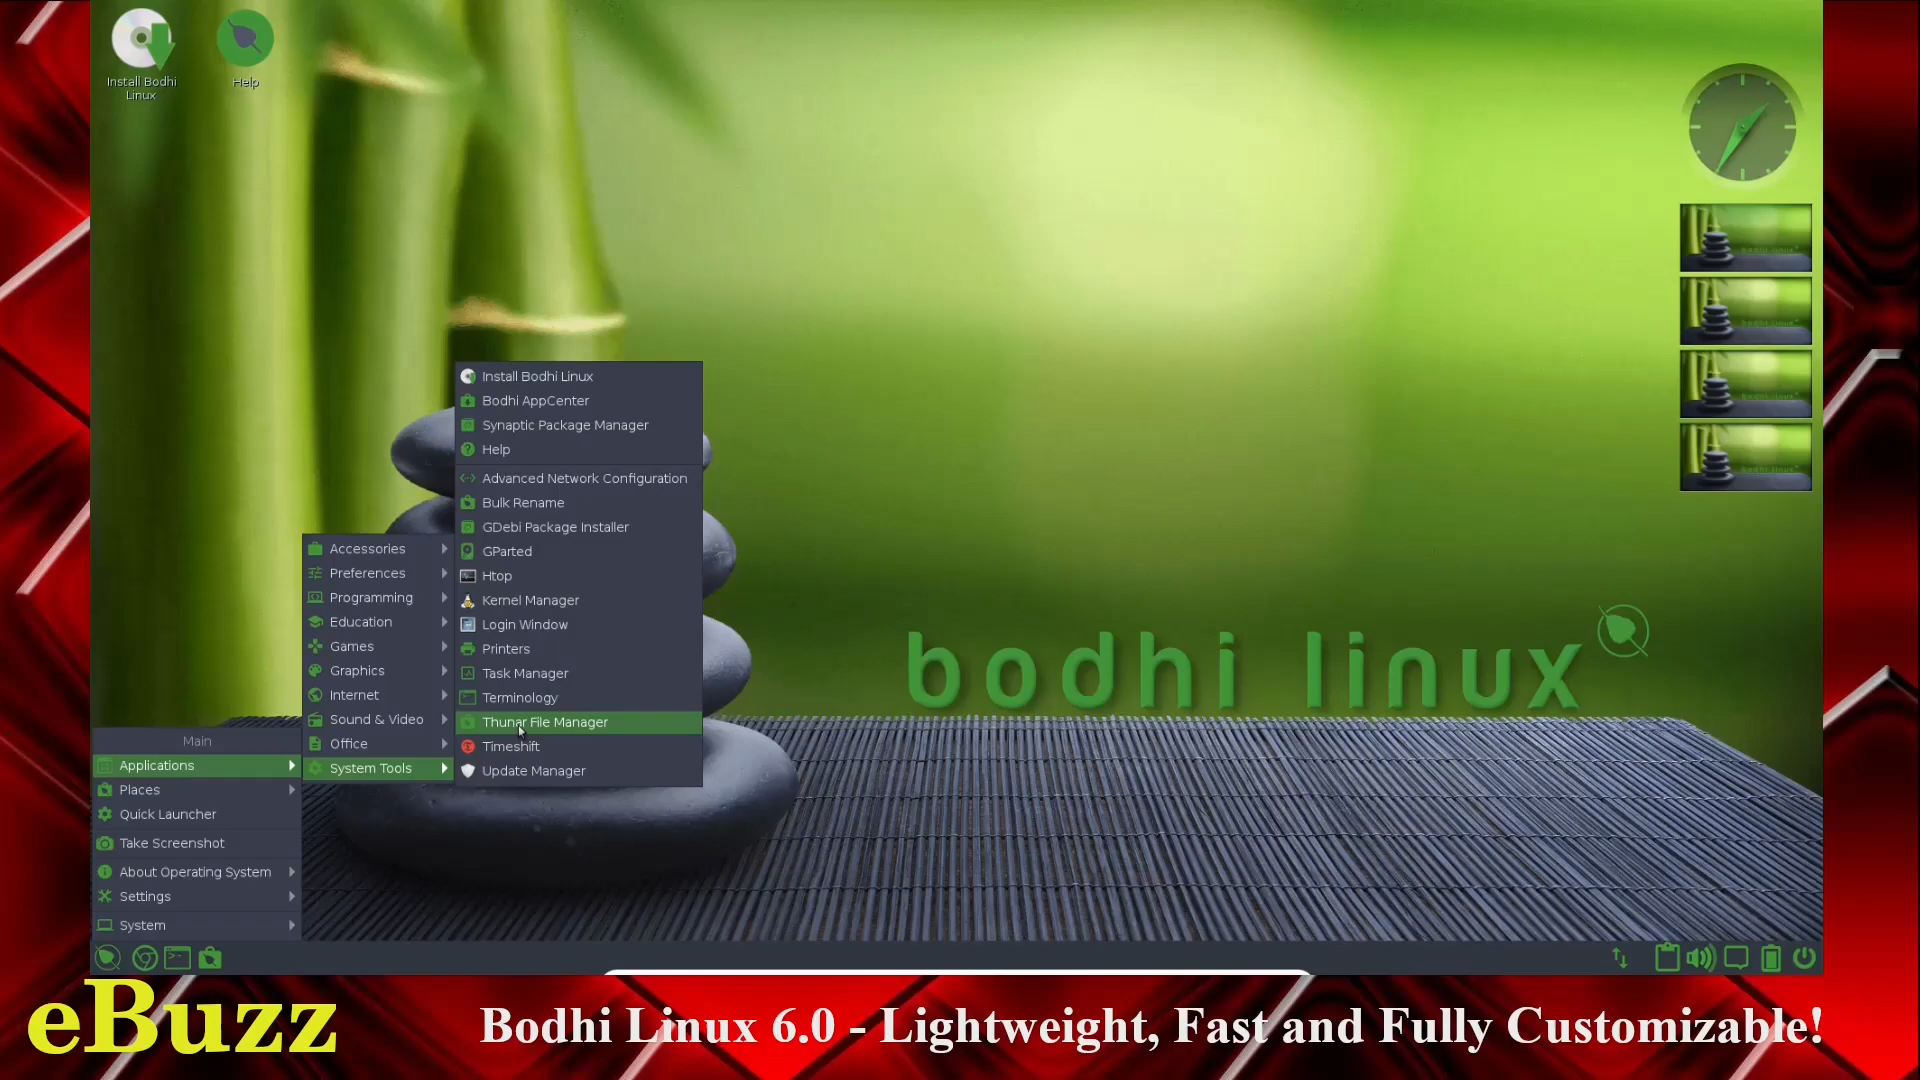 Install Bodhi
Linux
Help
Install Bodhi Linux
Bodhi AppCenter
Synaptic Package Manager
Help
Advanced Network Configuration
Bulk Rename
GDebi Package Installer
GParted
Htop
Kernel Manager
Login Window
Printers
Task Manager
Terminology
Thunar File Manager
Timeshift
Update Manager
Accessories
Preferences
Programming
Education
Games
Graphics
Internet
Sound & Video
Office
System Tools
Main
Applications
Places
Quick Launcher
Take Screenshot
About Operating System
Settings
System
bodhi linux
eBuzz
Bodhi Linux 6.0 - Lightweight, Fast and Fully Customizable!